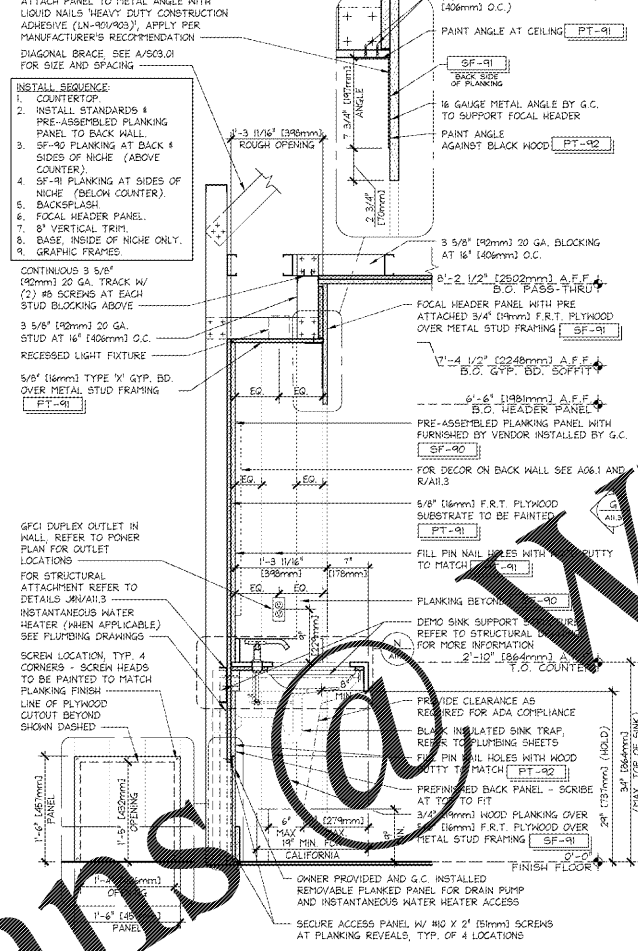 ATTACH PANEL TO METAL ANGLE WITH
LIQUID NAILS 'HEAVY DUTY CONSTRUCTION
ADHESIVE (LN-901/903)', APPLY PER
MANUFACTURER'S RECOMMENDATION
DIAGONAL BRACE, SEE A/S03.01
FOR SIZE AND SPACING
INSTALL SEQUENCE:
1. COUNTERTOP.
2. INSTALL STANDARDS &
PRE-ASSEMBLED PLANKING
PANEL TO BACK WALL.
3. SF-90 PLANKING AT BACK &
SIDES OF NICHE (ABOVE
COUNTER).
4. SF-91 PLANKING AT SIDES OF
NICHE (BELOW COUNTER).
5. BACKSPLASH.
6. FOCAL HEADER PANEL.
7. 8" VERTICAL TRIM.
8. BASE, INSIDE OF NICHE ONLY.
9. GRAPHIC FRAMES.
CONTINUOUS 3 5/8"
[92mm] 20 GA. TRACK W/
(2) #8 SCREWS AT EACH
STUD BLOCKING ABOVE
3 5/8" [92mm] 20 GA.
STUD AT 16" [406mm] O.C.
RECESSED LIGHT FIXTURE
5/8" [16mm] TYPE 'X' GYP. BD.
OVER METAL STUD FRAMING
PT-91
GFCI DUPLEX OUTLET IN
WALL, REFER TO POWER
PLAN FOR OUTLET
LOCATIONS
FOR STRUCTURAL
ATTACHMENT REFER TO
DETAILS J&N/A11.3
INSTANTANEOUS WATER
HEATER (WHEN APPLICABLE)
SEE PLUMBING DRAWINGS
SCREW LOCATION, TYP. 4
CORNERS - SCREW HEADS
TO BE PAINTED TO MATCH
PLANKING FINISH
LINE OF PLYWOOD
CUTOUT BEYOND
SHOWN DASHED
1'-6" [457mm]
PANEL
1'-5" [432mm]
OPENING
OPENING
1'-6"
PANEL
1'-3 11/16" [398mm]
ROUGH OPENING
7 3/4" [197mm]
ANGLE
2 3/4"
[70mm]
EQ. EQ.
EQ. EQ.
1'-3 11/16" 7"
[398mm] [178mm]
EQ. EQ.
8"
MIN.
6" [279mm]
MAX MAX
19" MIN. FOR
CALIFORNIA
[406mm] O.C.)
PAINT ANGLE AT CEILING PT-91
SF-91
BACK SIDE
OF PLANKING
16 GAUGE METAL ANGLE BY G.C.
TO SUPPORT FOCAL HEADER
PAINT ANGLE
AGAINST BLACK WOOD PT-92
3 5/8" [92mm] 20 GA. BLOCKING
AT 16" [406mm] O.C.
8'-2 1/2" [2502mm] A.F.F.
B.O. PASS-THRU
FOCAL HEADER PANEL WITH PRE
ATTACHED 3/4" [19mm] F.R.T. PLYWOOD
OVER METAL STUD FRAMING SF-91
7'-4 1/2" [2248mm] A.F.F.
B.O. GYP. BD. SOFFIT
6'-6" [1981mm] A.F.F.
B.O. HEADER PANEL
PRE-ASSEMBLED PLANKING PANEL WITH
FURNISHED BY VENDOR INSTALLED BY G.C.
SF-90
FOR DECOR ON BACK WALL SEE A06.1 AND
R/A11.3
5/8" [16mm] F.R.T. PLYWOOD
SUBSTRATE TO BE PAINTED
PT-91
G
A11.3
FILL PIN NAIL HOLES WITH PUTTY
TO MATCH
PLANKING BEYOND SF-90
DEMO SINK SUPPORT STRUCTURE
REFER TO STRUCTURAL
FOR MORE INFORMATION
N
2'-10" [864mm]
T.O. COUNTER
PROVIDE CLEARANCE AS
REQUIRED FOR ADA COMPLIANCE
BLACK INSULATED SINK TRAP,
REFER TO PLUMBING SHEETS
FILL PIN NAIL HOLES WITH WOOD
PUTTY TO MATCH PT-92
PREFINISHED BACK PANEL - SCRIBE
AT TOP TO FIT
3/4" [19mm] WOOD PLANKING OVER
[16mm] F.R.T. PLYWOOD OVER
METAL STUD FRAMING SF-91
0'-0"
FINISH FLOOR
29" [737mm] (HOLD)
34" [864mm]
(MAX. TOP OF SINK)
OWNER PROVIDED AND G.C. INSTALLED
REMOVABLE PLANKED PANEL FOR DRAIN PUMP
AND INSTANTANEOUS WATER HEATER ACCESS
SECURE ACCESS PANEL W/ #10 X 2" [51mm] SCREWS
AT PLANKING REVEALS, TYP. OF 4 LOCATIONS
ns @ w